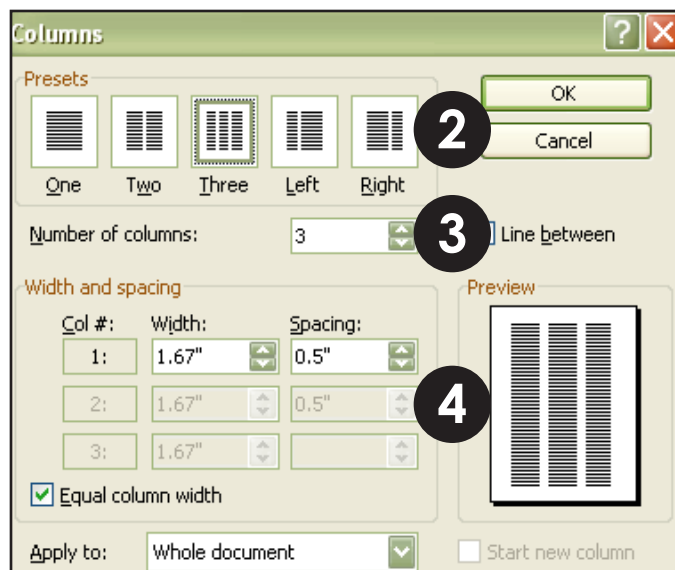 Columns
Presets
OK
2
Cancel
One Two Three Left Right
Number of columns: 3
3
Line between
Width and spacing
Preview
Col #: Width: Spacing:
1: 1.67" 0.5"
2: 1.67" 0.5"
4
3: 1.67"
Equal column width
Apply to: Whole document
Start new column